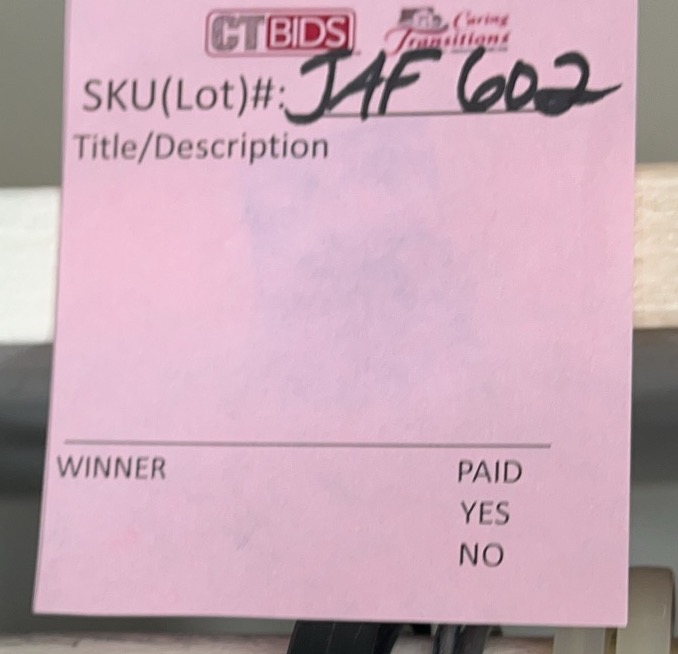 CTBIDS Caring Transitions
SKU(Lot)#: JAF 602
Title/Description
WINNER PAID
YES
NO